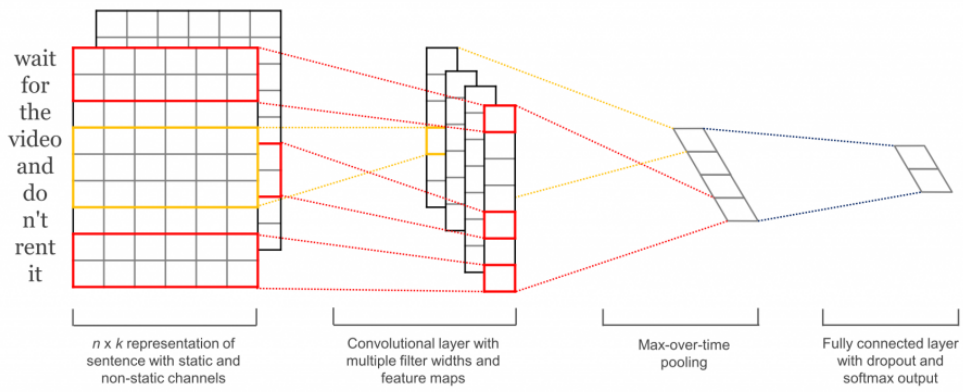 wait
for
the
video
and
do
n't
rent
it
n x k representation of
sentence with static and
non-static channels
Convolutional layer with
multiple filter widths and
feature maps
Max-over-time
pooling
Fully connected layer
with dropout and
softmax output